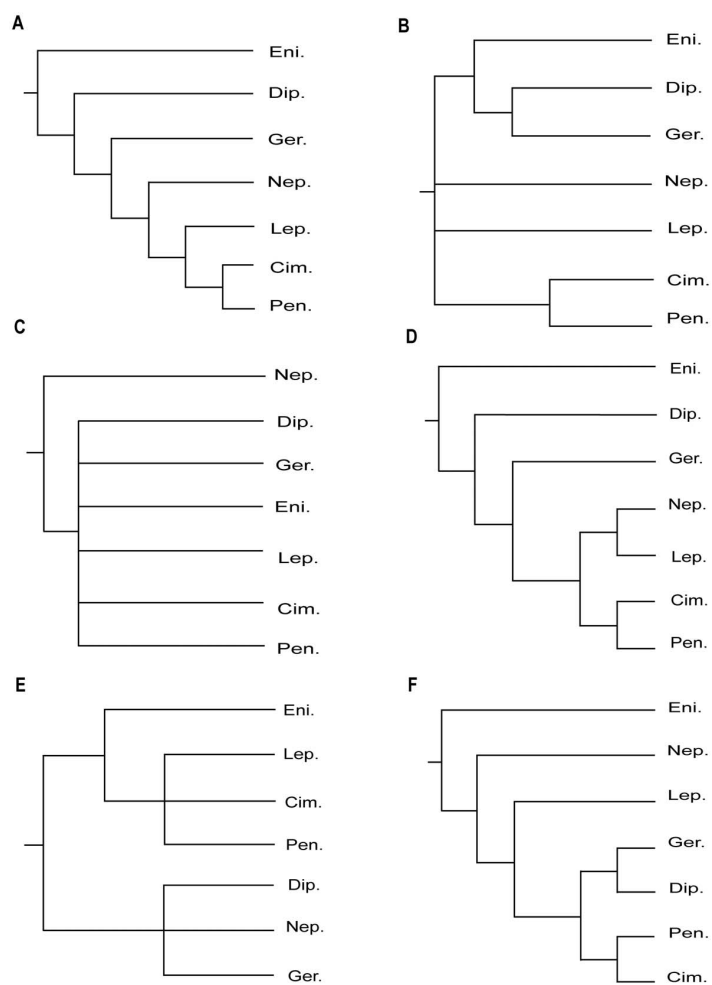 A
Eni.
Dip.
Ger.
Nep.
Lep.
Cim.
Pen.
B
Eni.
Dip.
Ger.
Nep.
Lep.
Cim.
Pen.
C
Nep.
Dip.
Ger.
Eni.
Lep.
Cim.
Pen.
D
Eni.
Dip.
Ger.
Nep.
Lep.
Cim.
Pen.
E
Eni.
Lep.
Cim.
Pen.
Dip.
Nep.
Ger.
F
Eni.
Nep.
Lep.
Ger.
Dip.
Pen.
Cim.